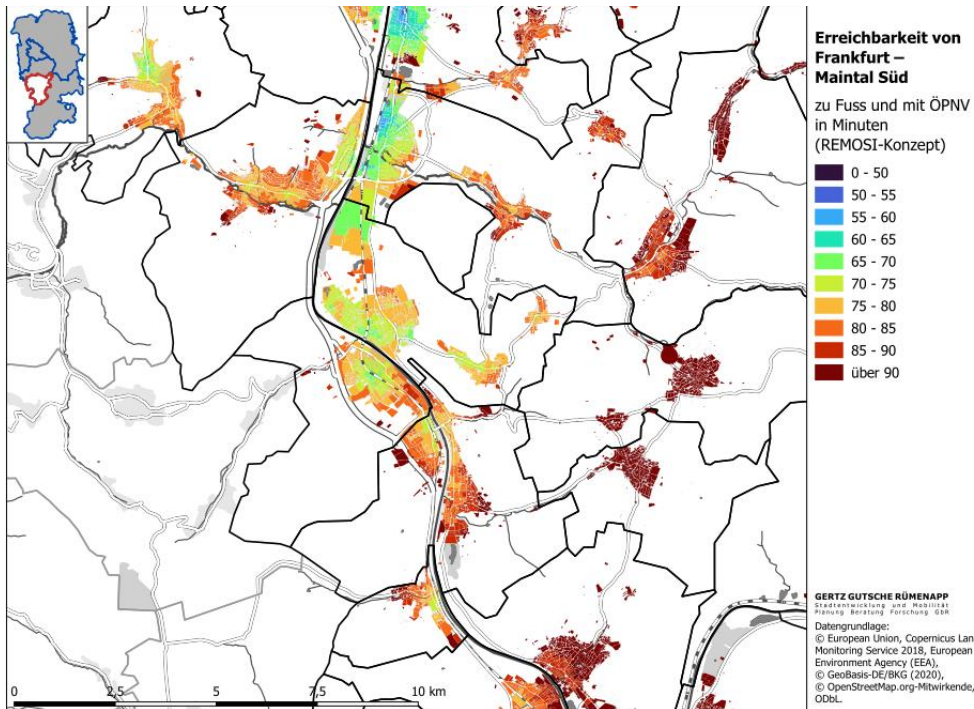 Erreichbarkeit von
Frankfurt –
Maintal Süd
zu Fuss und mit ÖPNV
in Minuten
(REMOSI-Konzept)
0 - 50
50 - 55
55 - 60
60 - 65
65 - 70
70 - 75
75 - 80
80 - 85
85 - 90
über 90
GERTZ GUTSCHE RÜMENAPP
Stadtentwicklung und Mobilität
Planung Beratung Forschung GbR
Datengrundlage:
© European Union, Copernicus Lan
Monitoring Service 2018, European
Environment Agency (EEA),
© GeoBasis-DE/BKG (2020),
© OpenStreetMap.org-Mitwirkende,
ODbL.
0 2,5 5 7,5 10 km